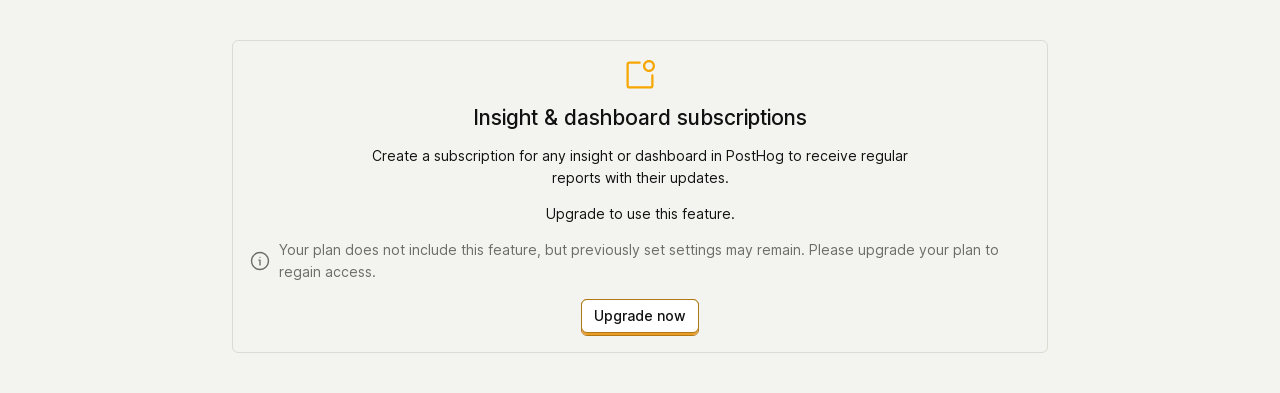 Insight & dashboard subscriptions
Create a subscription for any insight or dashboard in PostHog to receive regular
reports with their updates.
Upgrade to use this feature.
Your plan does not include this feature, but previously set settings may remain. Please upgrade your plan to
regain access.
Upgrade now